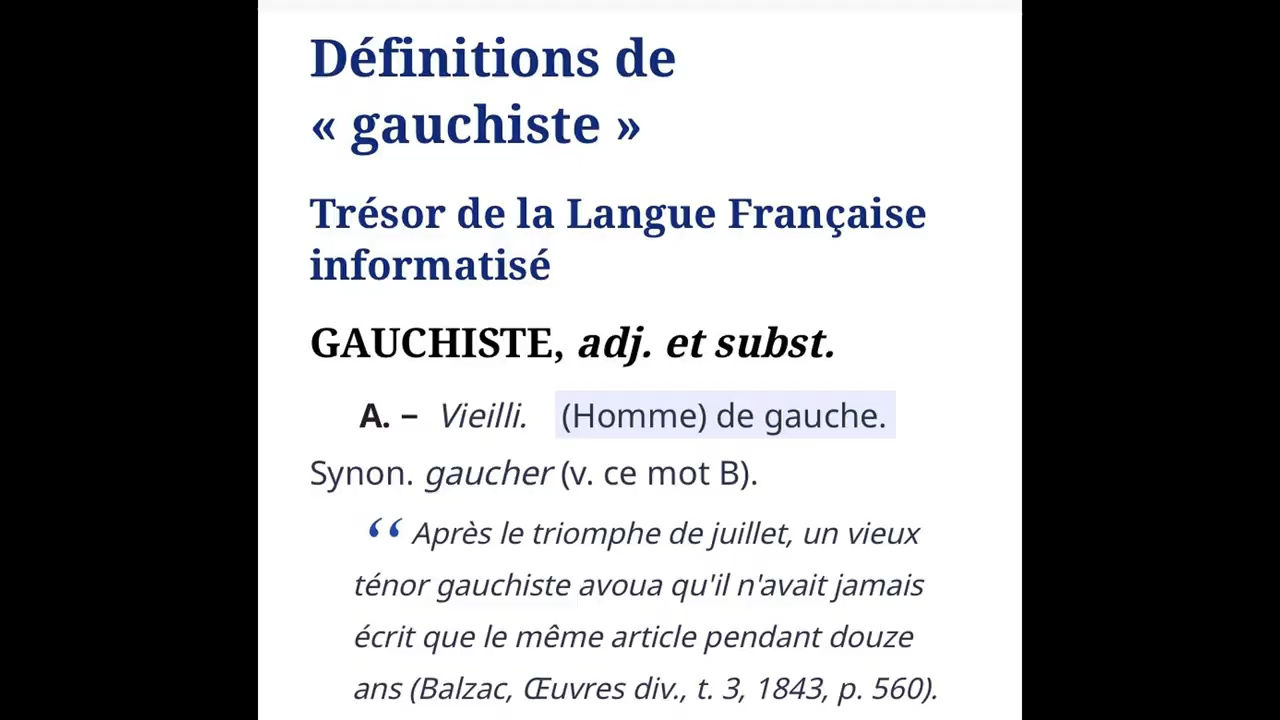 Définitions de
« gauchiste »
Trésor de la Langue Française
informatisé
GAUCHISTE, adj. et subst.
A. – Vieilli. (Homme) de gauche.
Synon. gaucher (v. ce mot B).
“ Après le triomphe de juillet, un vieux
ténor gauchiste avoua qu'il n'avait jamais
écrit que le même article pendant douze
ans (Balzac, Œuvres div., t. 3, 1843, p. 560).